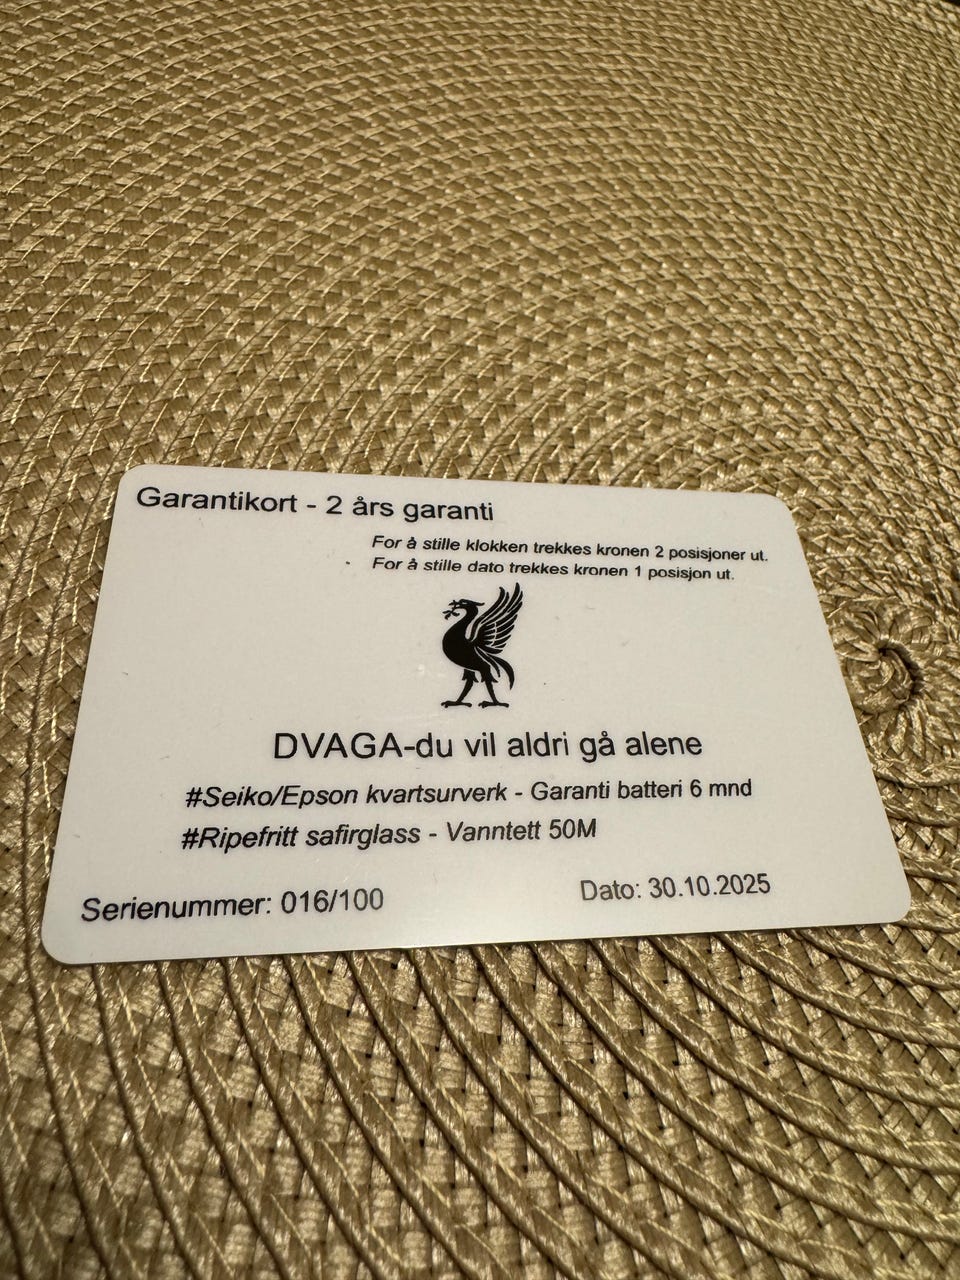 Garantikort - 2 års garanti
For å stille klokken trekkes kronen 2 posisjoner ut.
For å stille dato trekkes kronen 1 posisjon ut.
DVAGA-du vil aldri gå alene
#Seiko/Epson kvartsurverk - Garanti batteri 6 mnd
#Ripefritt safirglass - Vanntett 50M
Serienummer: 016/100
Dato: 30.10.2025